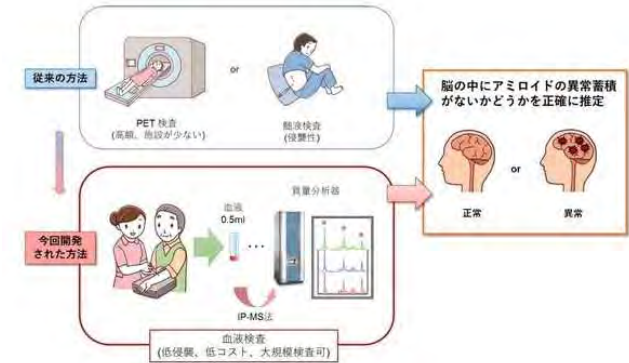 従来の方法
or
PET 検査
(高額、施設が少ない)
髄液検査
(侵襲性)
脳の中にアミロイドの異常蓄積
がないかどうかを正確に推定
or
正常
異常
今回開発
された方法
血液
0.5ml
…
質量分析器
IP-MS法
血液検査
(低侵襲、低コスト、大規模検査可)